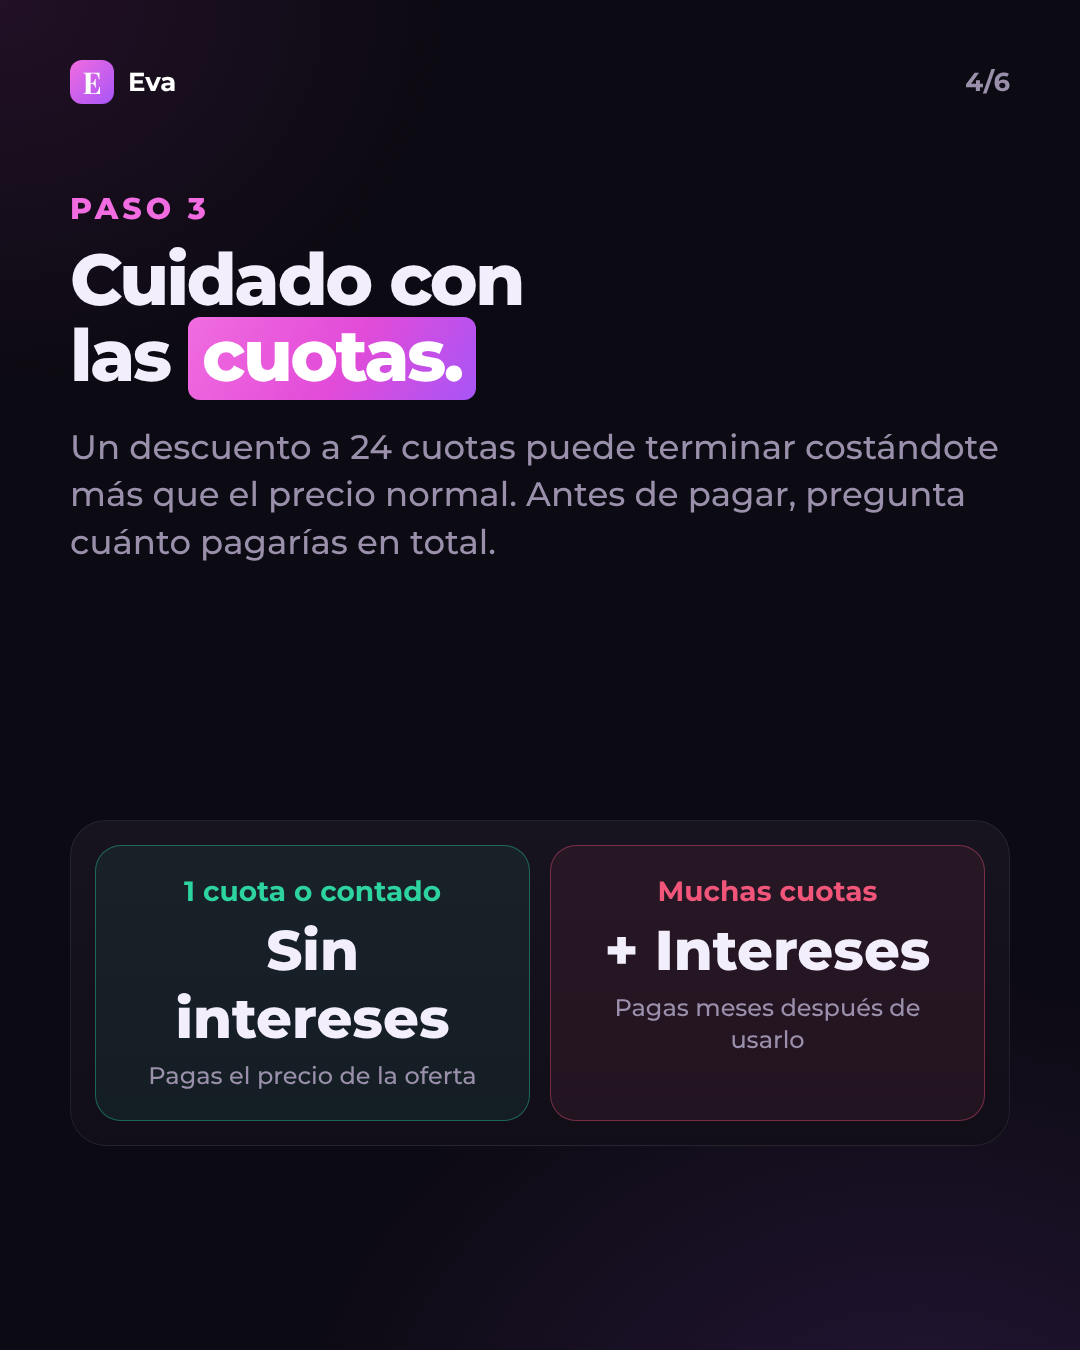 E Eva
4/6
PASO 3
Cuidado con
las cuotas.
Un descuento a 24 cuotas puede terminar costándote
más que el precio normal. Antes de pagar, pregunta
cuánto pagarías en total.
1 cuota o contado
Sin
intereses
Pagas el precio de la oferta
Muchas cuotas
+ Intereses
Pagas meses después de
usarlo